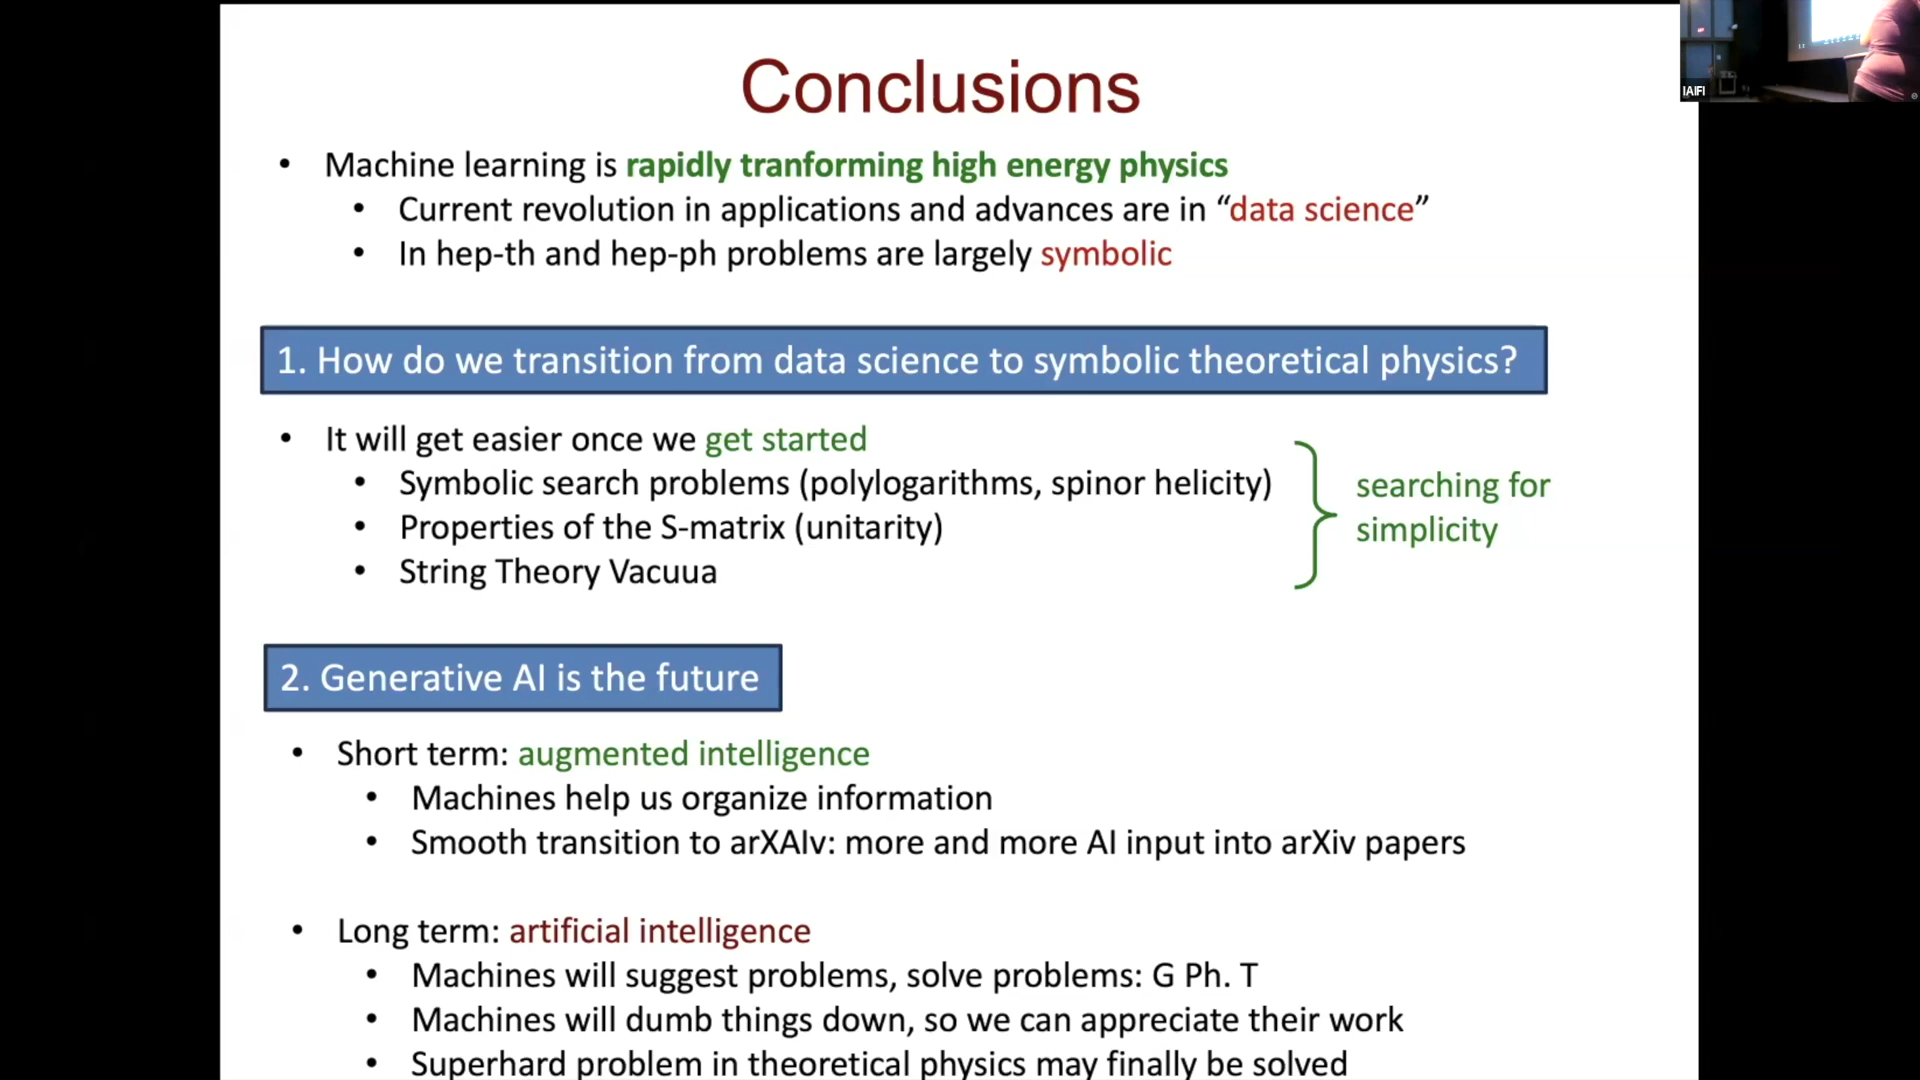 Conclusions
IAIFI
• Machine learning is rapidly tranforming high energy physics
• Current revolution in applications and advances are in “data science”
• In hep-th and hep-ph problems are largely symbolic
1. How do we transition from data science to symbolic theoretical physics?
• It will get easier once we get started
• Symbolic search problems (polylogarithms, spinor helicity)
• Properties of the S-matrix (unitarity)
• String Theory Vacuua
searching for
simplicity
2. Generative AI is the future
• Short term: augmented intelligence
• Machines help us organize information
• Smooth transition to arXAIv: more and more AI input into arXiv papers
• Long term: artificial intelligence
• Machines will suggest problems, solve problems: G Ph. T
• Machines will dumb things down, so we can appreciate their work
• Superhard problem in theoretical physics may finally be solved